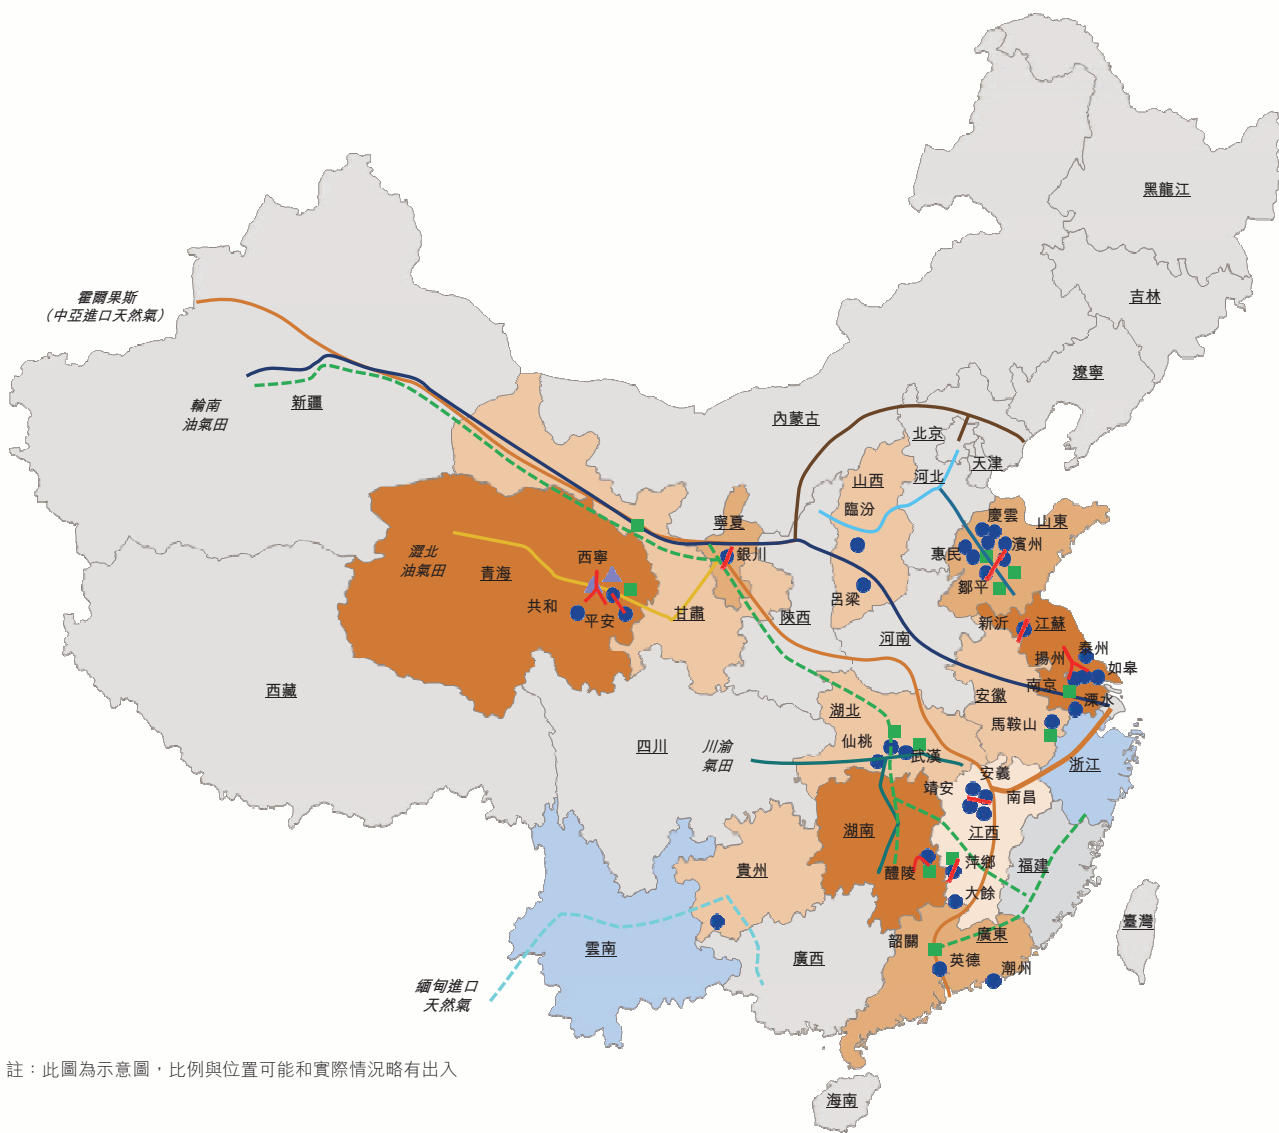 黑龍江
吉林
霍爾果斯
（中亞進口天然氣）
遼寧
輪南
油氣田
新疆
內蒙古
北京
天津
河北
山西
臨汾
寧夏
銀川
慶雲
山東
濱州
惠民
鄒平
澀北
油氣田
青海
西寧
共和
平安
甘肅
呂梁
陝西
河南
新沂
江蘇
泰州
揚州
如皋
南京
溧水
西藏
安徽
馬鞍山
湖北
仙桃
武漢
四川
川渝
氣田
浙江
安義
靖安
南昌
江西
湖南
醴陵
萍鄉
福建
貴州
大餘
臺灣
雲南
廣西
韶關
廣東
英德
潮州
緬甸進口
天然氣
註：此圖為示意圖，比例與位置可能和實際情況略有出入
海南